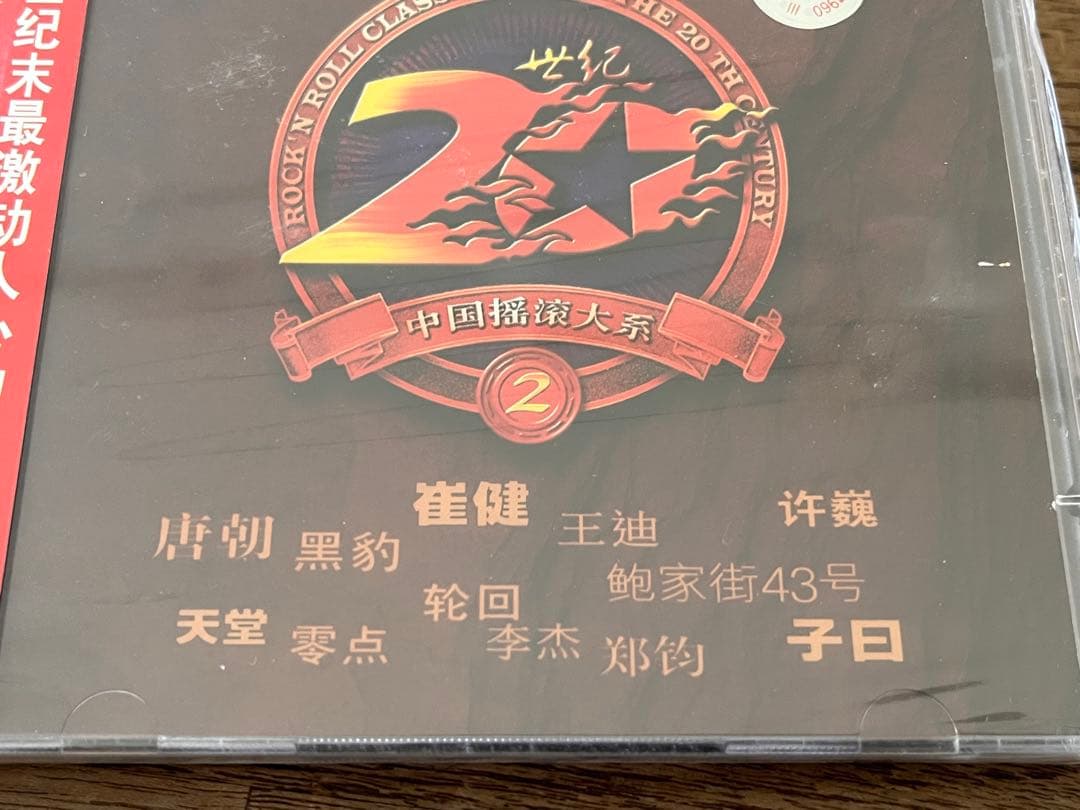 世纪末最激动人心
ROCK'N ROLL CLASS
THE 20 TH CENTURY
世纪
20
中国摇滚大系
2
崔健
许巍
唐朝
黑豹
王迪
鲍家街43号
轮回
天堂
零点
李杰
郑钧
子曰
0960